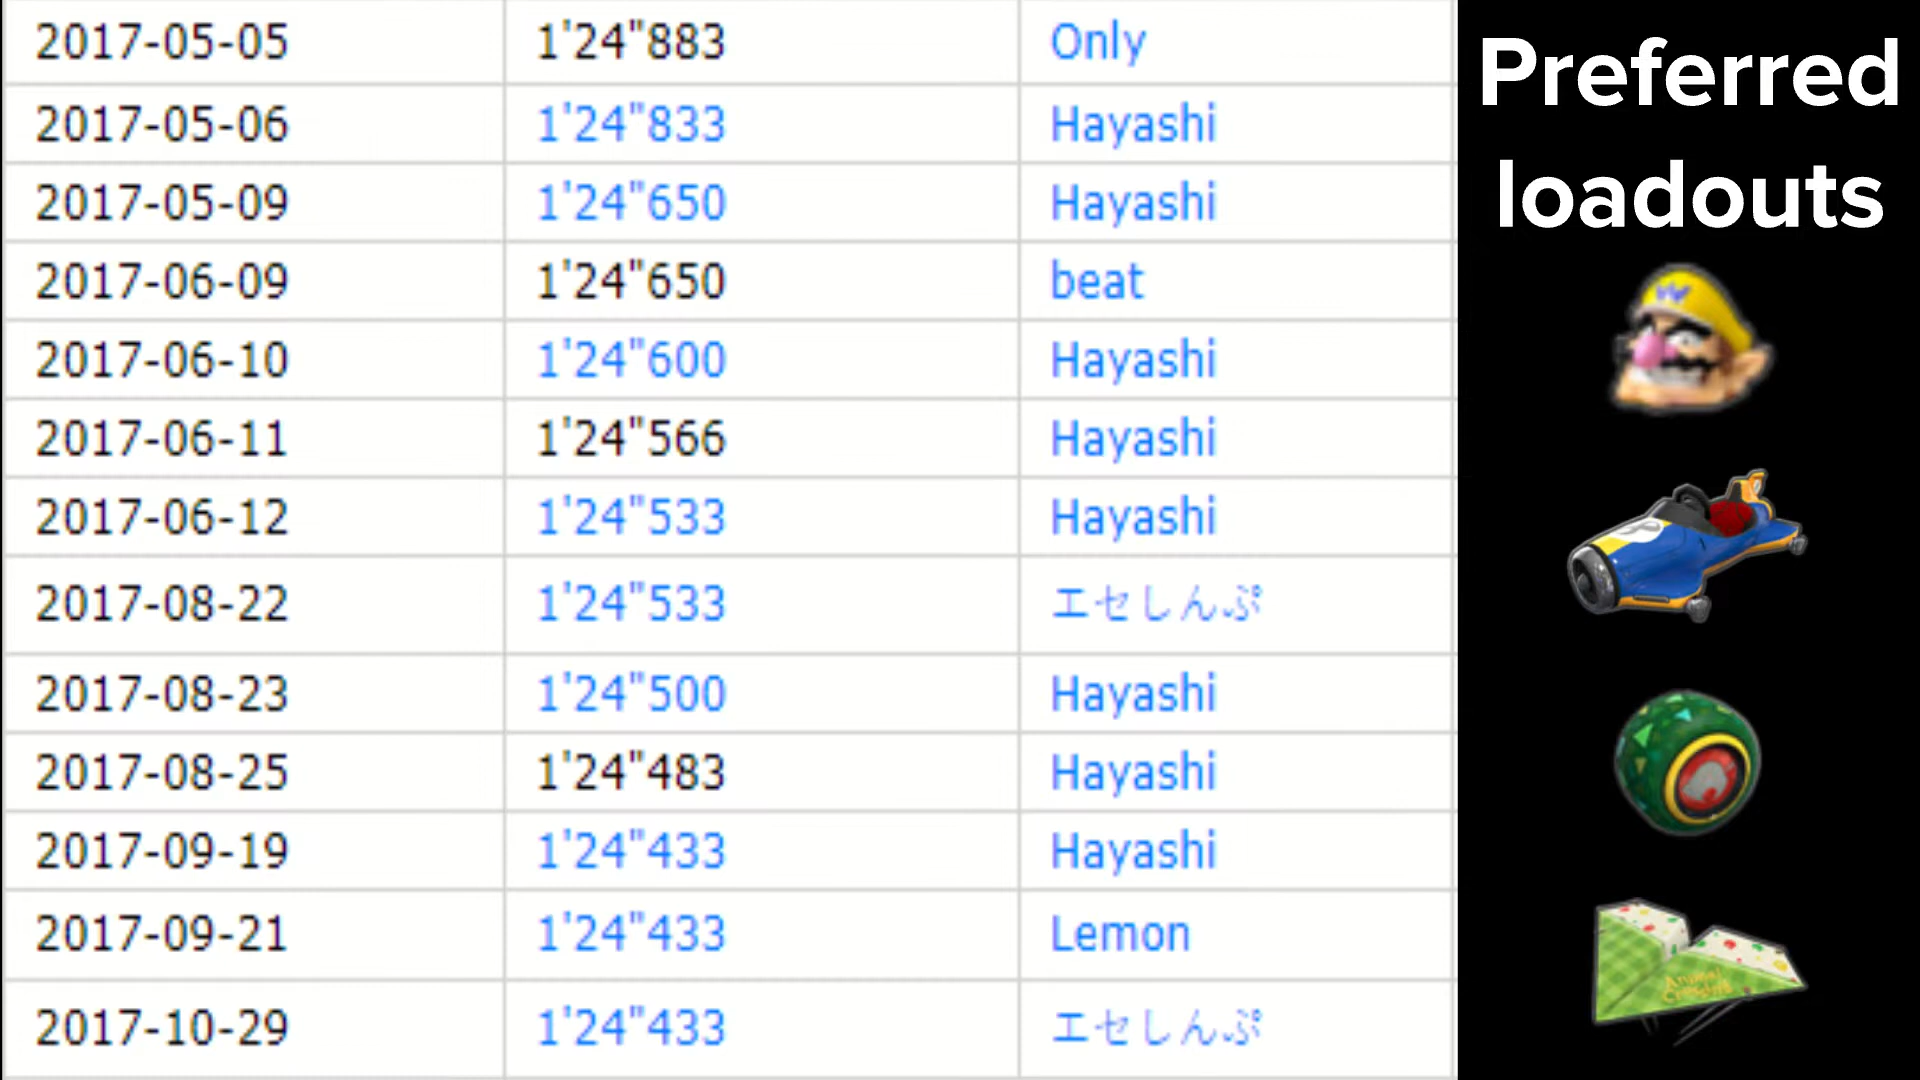 2017-05-05 1'24"883 Only
2017-05-06 1'24"833 Hayashi
2017-05-09 1'24"650 Hayashi
2017-06-09 1'24"650 beat
2017-06-10 1'24"600 Hayashi
2017-06-11 1'24"566 Hayashi
2017-06-12 1'24"533 Hayashi
2017-08-22 1'24"533 エセしんぷ
2017-08-23 1'24"500 Hayashi
2017-08-25 1'24"483 Hayashi
2017-09-19 1'24"433 Hayashi
2017-09-21 1'24"433 Lemon
2017-10-29 1'24"433 エセしんぷ
Preferred
loadouts
W
Animal
Crossing